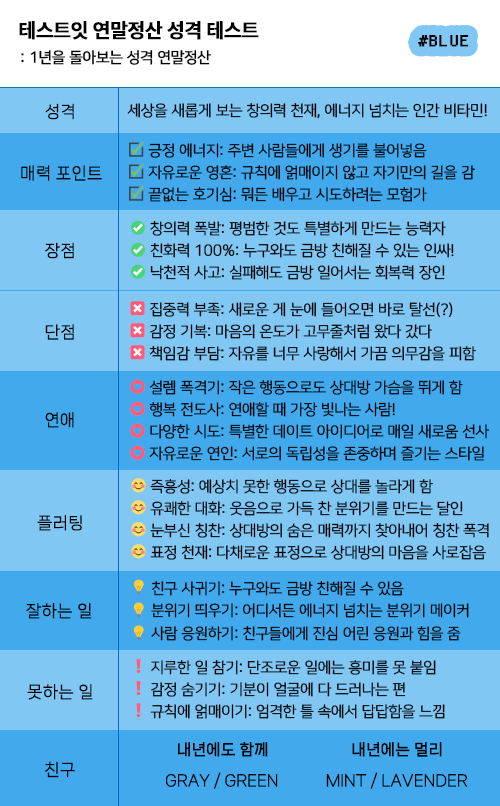 테스트잇 연말정산 성격 테스트
: 1년을 돌아보는 성격 연말정산
#BLUE
성격
세상을 새롭게 보는 창의력 천재, 에너지 넘치는 인간 비타민!
매력 포인트
긍정 에너지: 주변 사람들에게 생기를 불어넣음
자유로운 영혼: 규칙에 얽매이지 않고 자기만의 길을 감
끝없는 호기심: 뭐든 배우고 시도하려는 모험가
장점
창의력 폭발: 평범한 것도 특별하게 만드는 능력자
친화력 100%: 누구와도 금방 친해질 수 있는 인싸!
낙천적 사고: 실패해도 금방 일어서는 회복력 장인
단점
집중력 부족: 새로운 게 눈에 들어오면 바로 탈선(?)
감정 기복: 마음의 온도가 고무줄처럼 왔다 갔다
책임감 부담: 자유를 너무 사랑해서 가끔 의무감을 피함
연애
설렘 폭격기: 작은 행동으로도 상대방 가슴을 뛰게 함
행복 전도사: 연애할 때 가장 빛나는 사람!
다양한 시도: 특별한 데이트 아이디어로 매일 새로움 선사
자유로운 연인: 서로의 독립성을 존중하며 즐기는 스타일
플러팅
즉흥성: 예상치 못한 행동으로 상대를 놀라게 함
유쾌한 대화: 웃음으로 가득 찬 분위기를 만드는 달인
눈부신 칭찬: 상대방의 숨은 매력까지 찾아내어 칭찬 폭격
표정 천재: 다채로운 표정으로 상대방의 마음을 사로잡음
잘하는 일
친구 사귀기: 누구와도 금방 친해질 수 있음
분위기 띄우기: 어디서든 에너지 넘치는 분위기 메이커
사람 응원하기: 친구들에게 진심 어린 응원과 힘을 줌
못하는 일
지루한 일 참기: 단조로운 일에는 흥미를 못 붙임
감정 숨기기: 기분이 얼굴에 다 드러나는 편
규칙에 얽매이기: 엄격한 틀 속에서 답답함을 느낌
친구
내년에도 함께
GRAY / GREEN
내년에는 멀리
MINT / LAVENDER